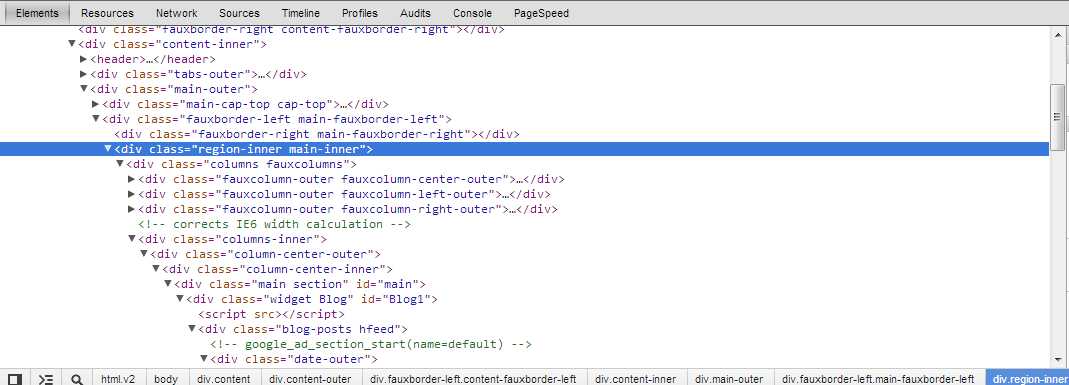 Elements Resources Network Sources Timeline Profiles Audits Console PageSpeed
<div class="fauxborder-right content-fauxborder-right"></div>
▼<div class="content-inner">
▶<header>…</header>
▶<div class="tabs-outer">…</div>
▼<div class="main-outer">
▶<div class="main-cap-top cap-top">…</div>
▼<div class="fauxborder-left main-fauxborder-left">
<div class="fauxborder-right main-fauxborder-right"></div>
▼<div class="region-inner main-inner">
▼<div class="columns fauxcolumns">
▶<div class="fauxcolumn-outer fauxcolumn-center-outer">…</div>
▶<div class="fauxcolumn-outer fauxcolumn-left-outer">…</div>
▶<div class="fauxcolumn-outer fauxcolumn-right-outer">…</div>
<!-- corrects IE6 width calculation -->
▼<div class="columns-inner">
▼<div class="column-center-outer">
▼<div class="column-center-inner">
▼<div class="main section" id="main">
▼<div class="widget Blog" id="Blog1">
<script src></script>
▼<div class="blog-posts hfeed">
<!-- google_ad_section_start(name=default) -->
▼<div class="date-outer">
html.v2 body div.content div.content-outer div.fauxborder-left.content-fauxborder-left div.content-inner div.main-outer div.fauxborder-left.main-fauxborder-left div.region-inner